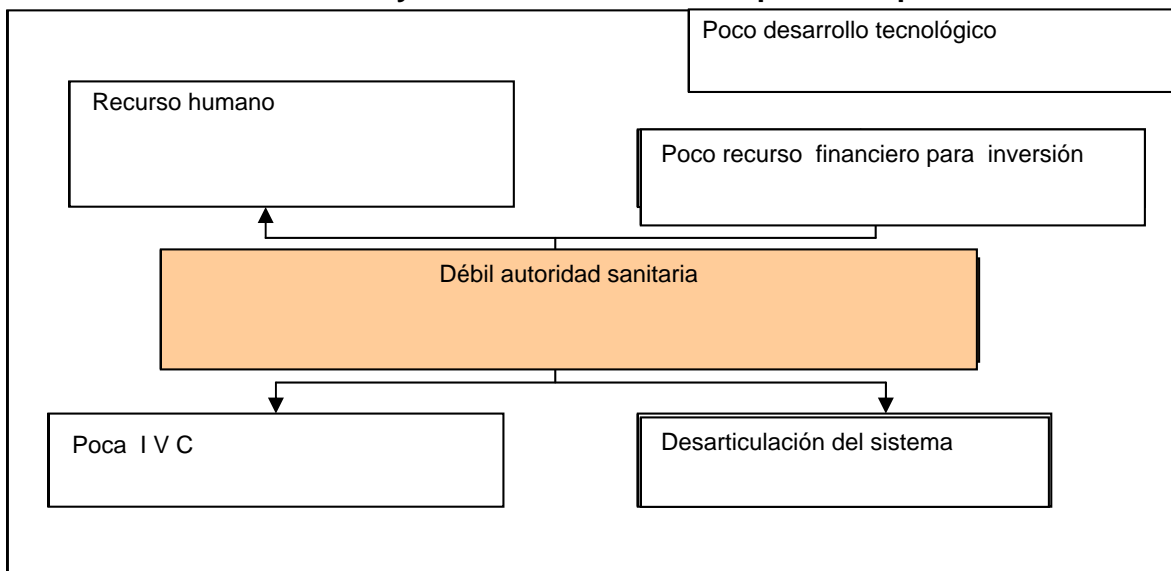 Poco desarrollo tecnológico
Recurso humano
Poco recurso financiero para inversión
Débil autoridad sanitaria
Poca I V C
Desarticulación del sistema